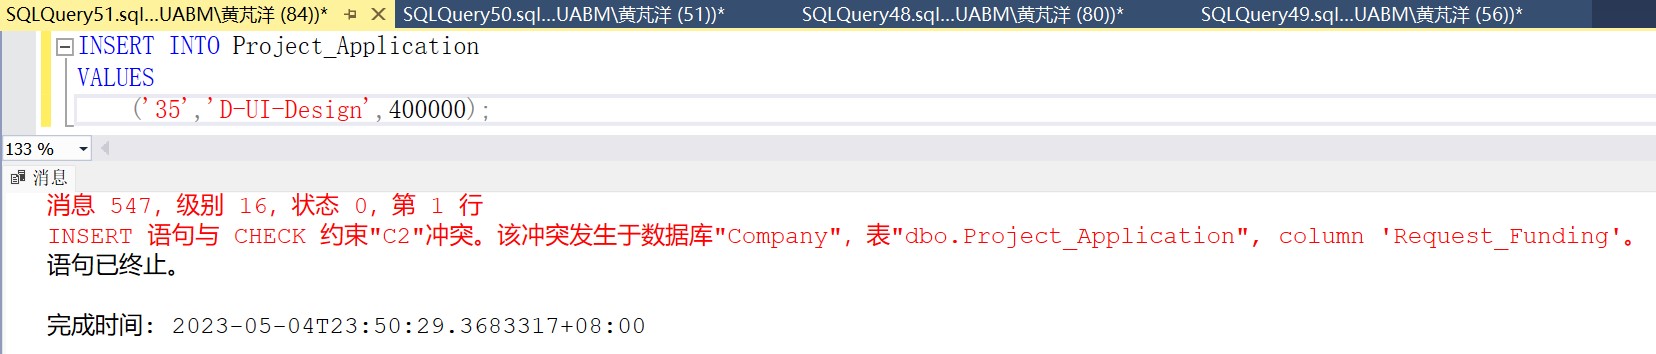 SQLQuery51.sql...UABM\黄芃洋 (84))* SQLQuery50.sql...UABM\黄芃洋 (51))* SQLQuery48.sql...UABM\黄芃洋 (80))* SQLQuery49.sql...UABM\黄芃洋 (56))*
INSERT INTO Project_Application
VALUES
('35','D-UI-Design',400000);
133 %
消息
消息 547，级别 16，状态 0，第 1 行
INSERT 语句与 CHECK 约束"C2"冲突。该冲突发生于数据库"Company"，表"dbo.Project_Application", column 'Request_Funding'。
语句已终止。
完成时间: 2023-05-04T23:50:29.3683317+08:00